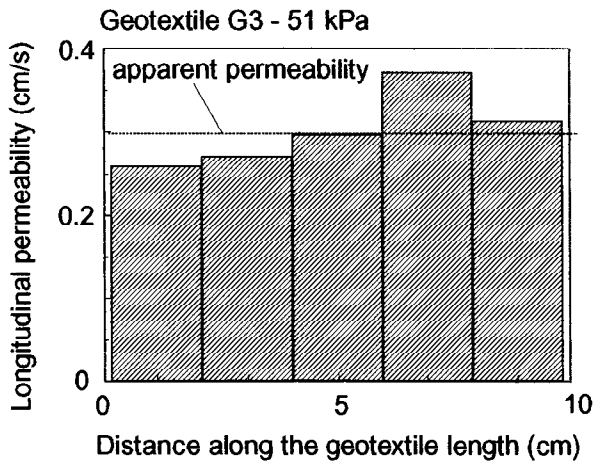 Geotextile G3 - 51 kPa
0.4
apparent permeability
0.2
0
Longitudinal permeability (cm/s)
0 5 10
Distance along the geotextile length (cm)